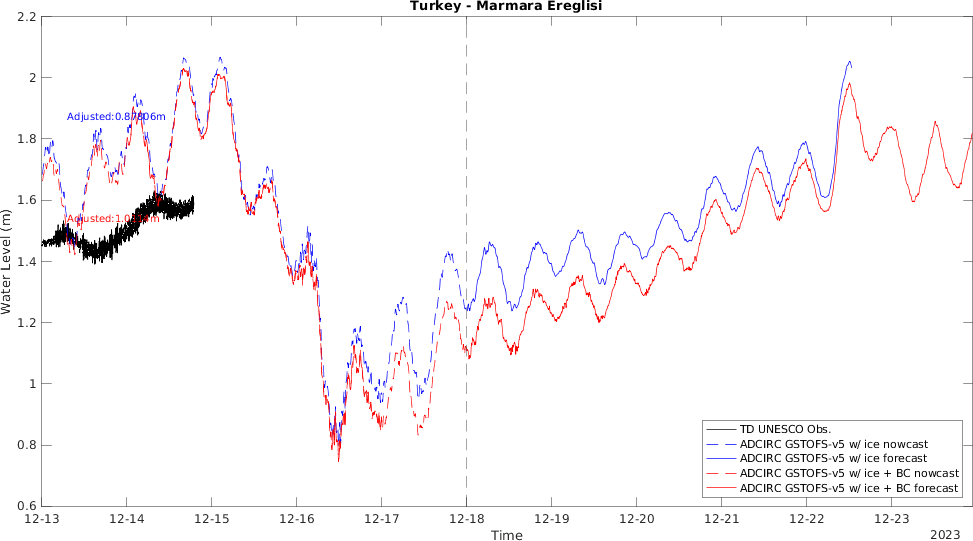 Turkey - Marmara Ereglisi
Water Level (m)
2.2
2
1.8
1.6
1.4
1.2
1
0.8
0.6
Adjusted:0.87806m
12-13
12-14
12-15
12-16
12-17
12-18
12-19
12-20
12-21
12-22
12-23
Time
2023
TD UNESCO Obs.
ADCIRC GSTOFS-v5 w/ ice nowcast
ADCIRC GSTOFS-v5 w/ ice forecast
ADCIRC GSTOFS-v5 w/ ice + BC nowcast
ADCIRC GSTOFS-v5 w/ ice + BC forecast